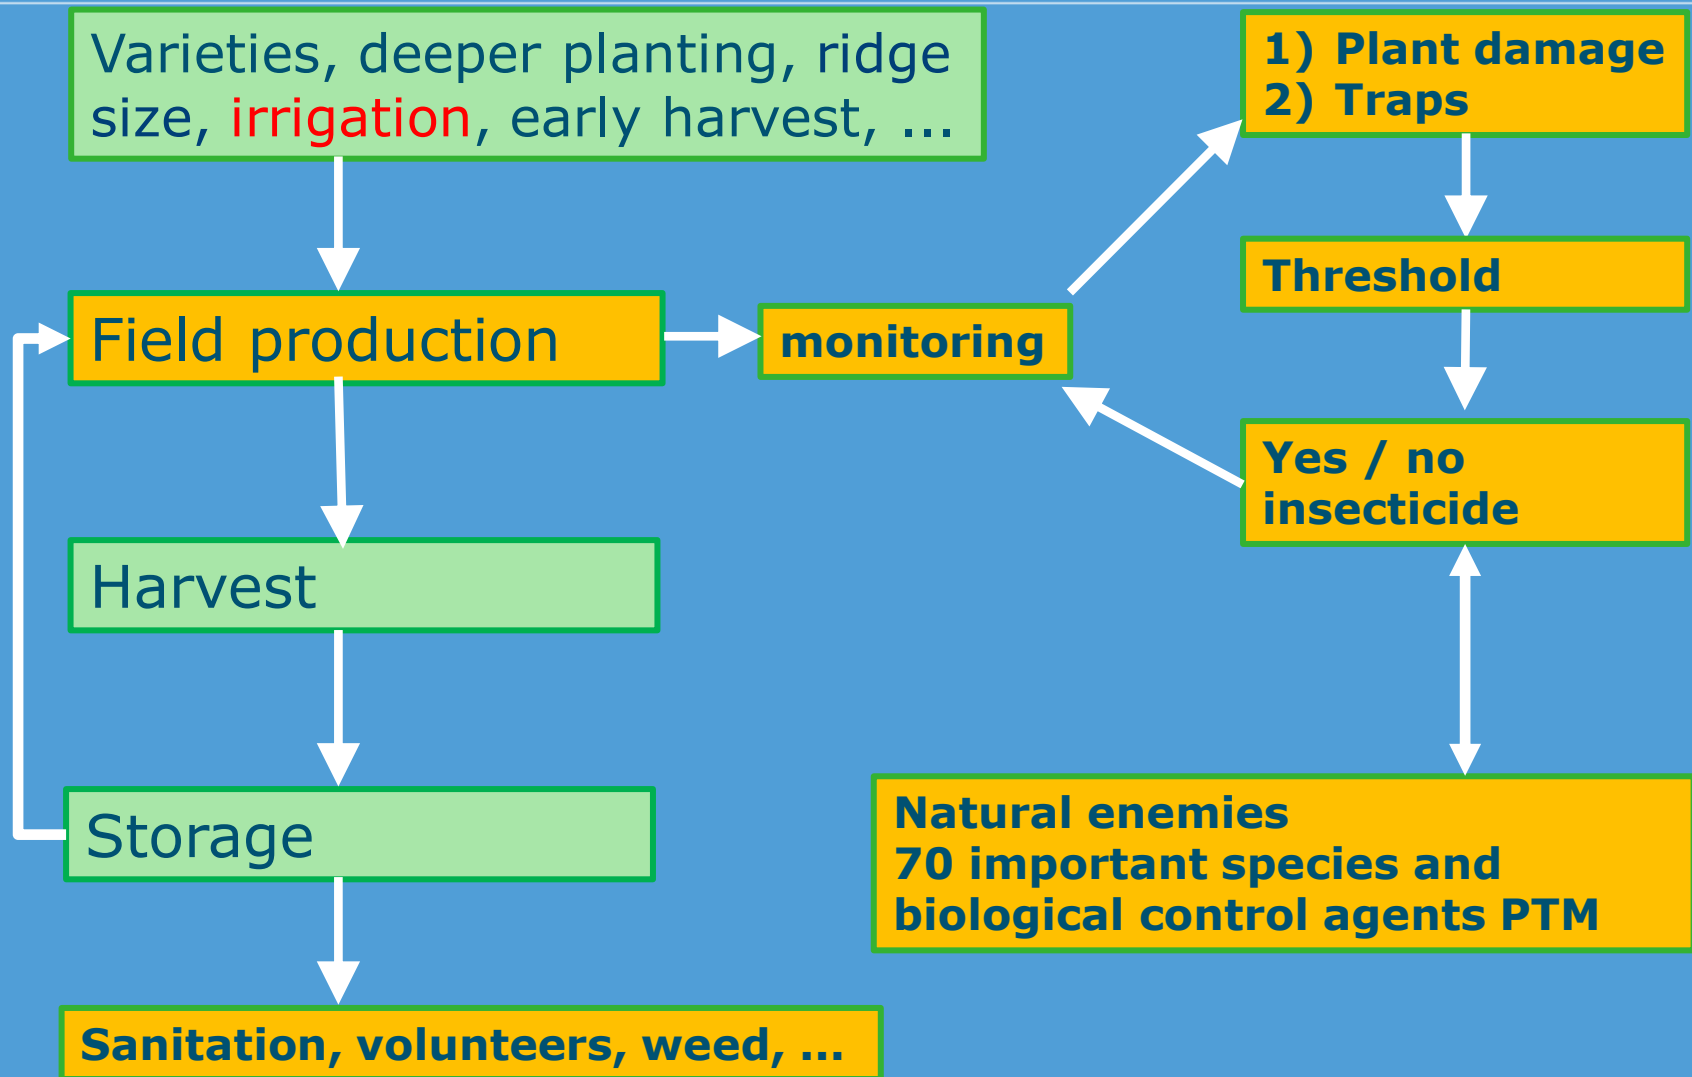 Varieties, deeper planting, ridge
size, irrigation, early harvest, ...
1) Plant damage
2) Traps
Threshold
Field production
monitoring
Yes / no
insecticide
Harvest
Storage
Natural enemies
70 important species and
biological control agents PTM
Sanitation, volunteers, weed, ...